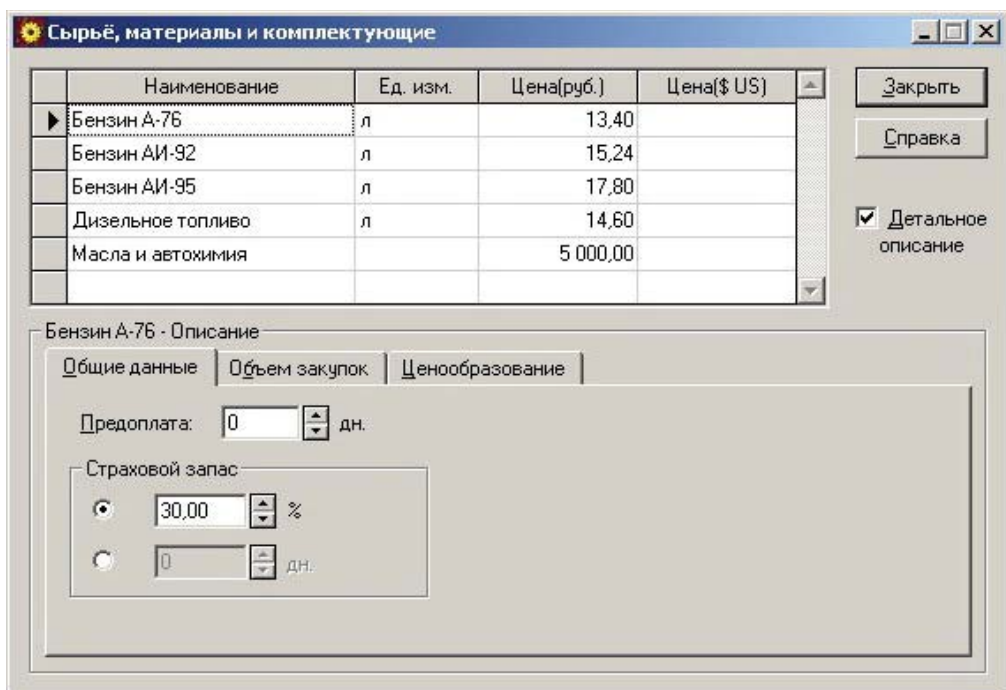 Сырьё, материалы и комплектующие
Наименование Ед. изм. Цена(руб.) Цена($ US)
Бензин А-76 л 13,40
Бензин АИ-92 л 15,24
Бензин АИ-95 л 17,80
Дизельное топливо л 14,60
Масла и автохимия 5 000,00
Закрыть
Справка
Детальное
описание
Бензин А-76 - Описание
Общие данные Объем закупок Ценообразование
Предоплата: 0 дн.
Страховой запас
30,00 %
0 дн.